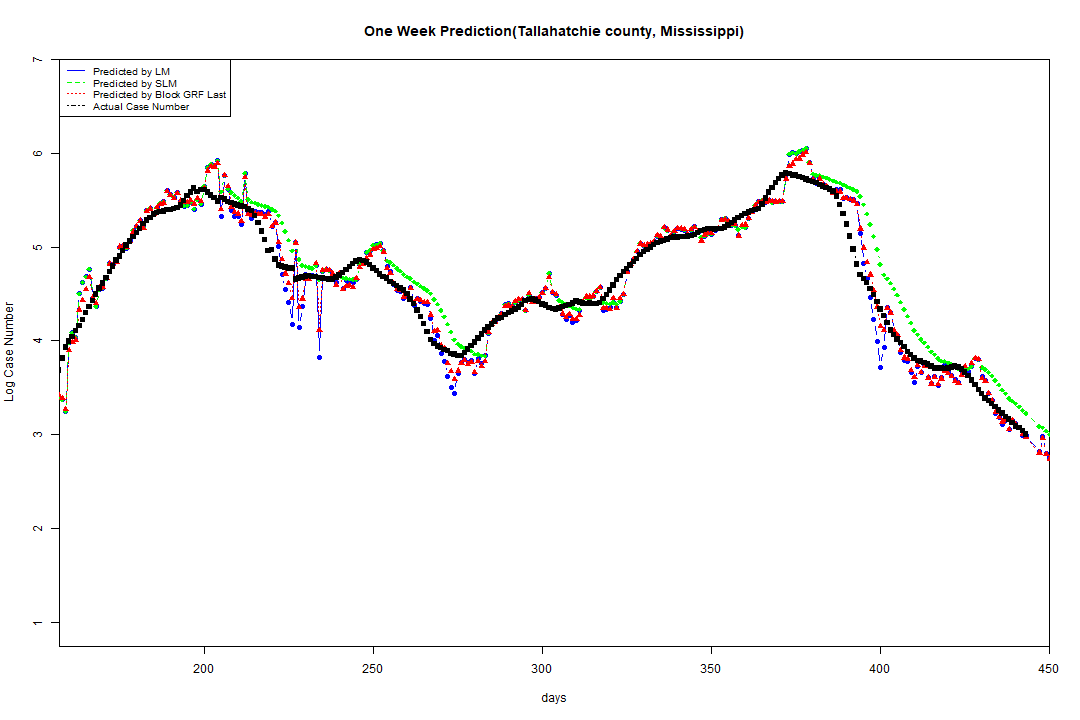 One Week Prediction(Tallahatchie county, Mississippi)
Predicted by LM
Predicted by SLM
Predicted by Block GRF Last
Actual Case Number
7
6
5
4
3
2
1
Log Case Number
200 250 300 350 400 450
days